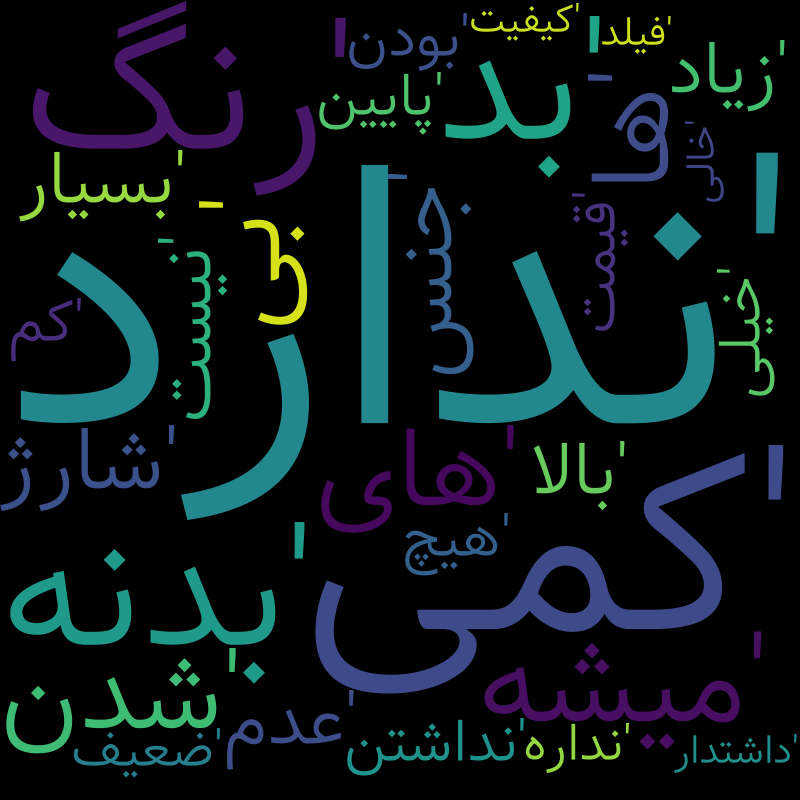 'کیفیت
'فیلد
'رنگ
'بودن
'زیاد
'پایین
'بد
'ها
'خالی
'بسیار
'ندارد
'بی
'جنس
'قیمت
'نیست
'خیلی
'کم
'شارژ
'های
'بالا
'کمی
'هیچ
'بدنه
'میشه
'شدن
'عدم
'نداشتن
'نداره
'ضعیف
'داشتدار